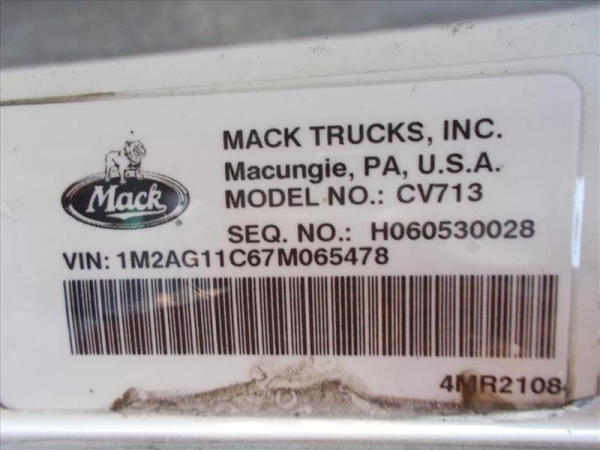 MACK TRUCKS, INC.
Macungie, PA, U.S.A.
MODEL NO.: CV713
Mack
SEQ. NO.: H060530028
VIN: 1M2AG11C67M065478
4MR2108